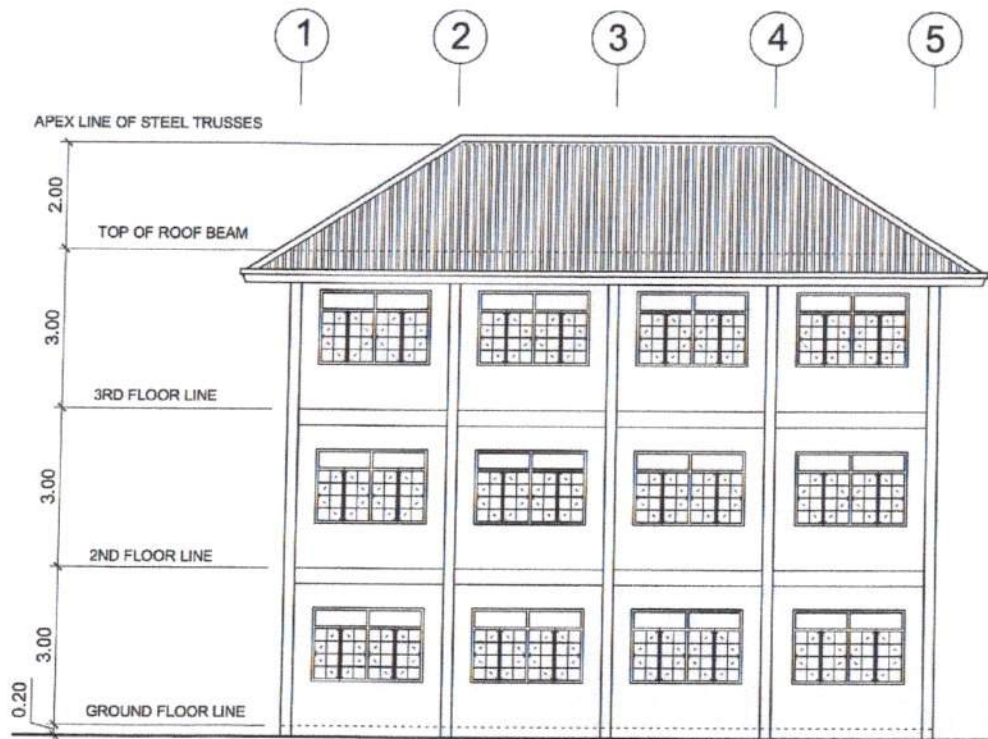 1 2 3 4 5
APEX LINE OF STEEL TRUSSES
2.00
TOP OF ROOF BEAM
3.00
3RD FLOOR LINE
3.00
2ND FLOOR LINE
3.00
GROUND FLOOR LINE
0.20